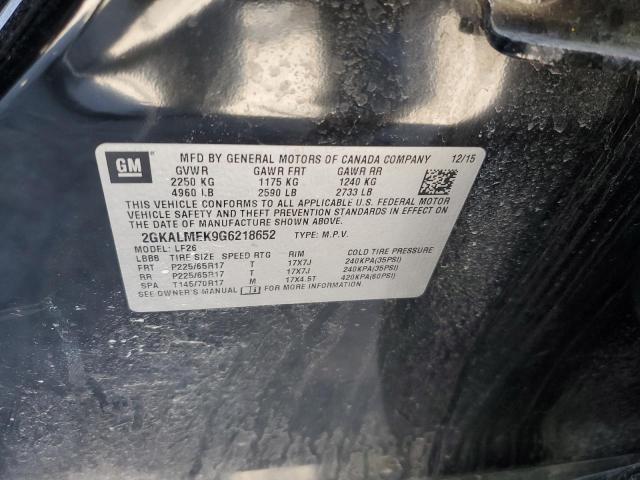 GM
MFD BY GENERAL MOTORS OF CANADA COMPANY 12/15
GVWR GAWR FRT GAWR RR
2250 KG 1175 KG 1240 KG
4960 LB 2590 LB 2733 LB
THIS VEHICLE CONFORMS TO ALL APPLICABLE U.S. FEDERAL MOTOR
VEHICLE SAFETY AND THEFT PREVENTION STANDARDS IN EFFECT ON
THE DATE OF MANUFACTURE SHOWN ABOVE.
2GKALMEK9G6218652 TYPE: M.P.V.
MODEL: LF26
LBBB TIRE SIZE SPEED RTG RIM COLD TIRE PRESSURE
FRT P225/65R17 T 17X7J 240KPA(35PSI)
RR P225/65R17 T 17X7J 240KPA(35PSI)
SPA T145/70R17 M 17X4.5T 420KPA(60PSI)
SEE OWNER'S MANUAL FOR MORE INFORMATION